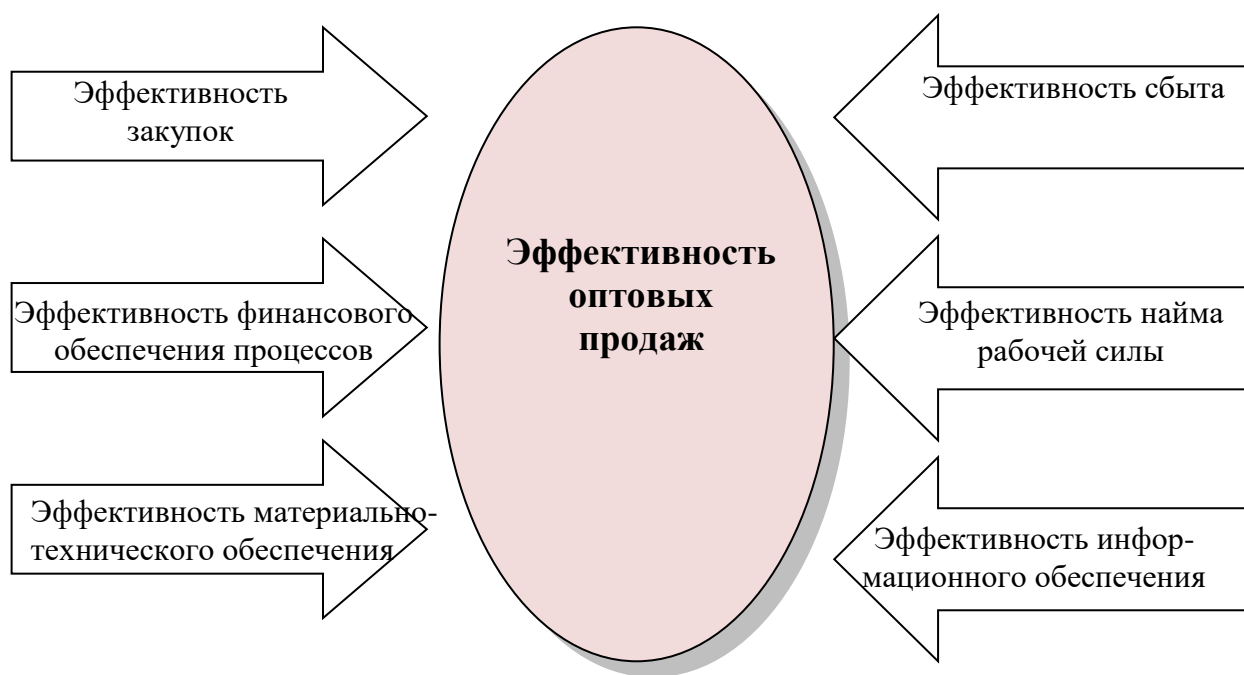 Эффективность
закупок
Эффективность финансового
обеспечения процессов
Эффективность материально-
технического обеспечения
Эффективность
оптовых
продаж
Эффективность сбыта
Эффективность найма
рабочей силы
Эффективность инфор-
мационного обеспечения